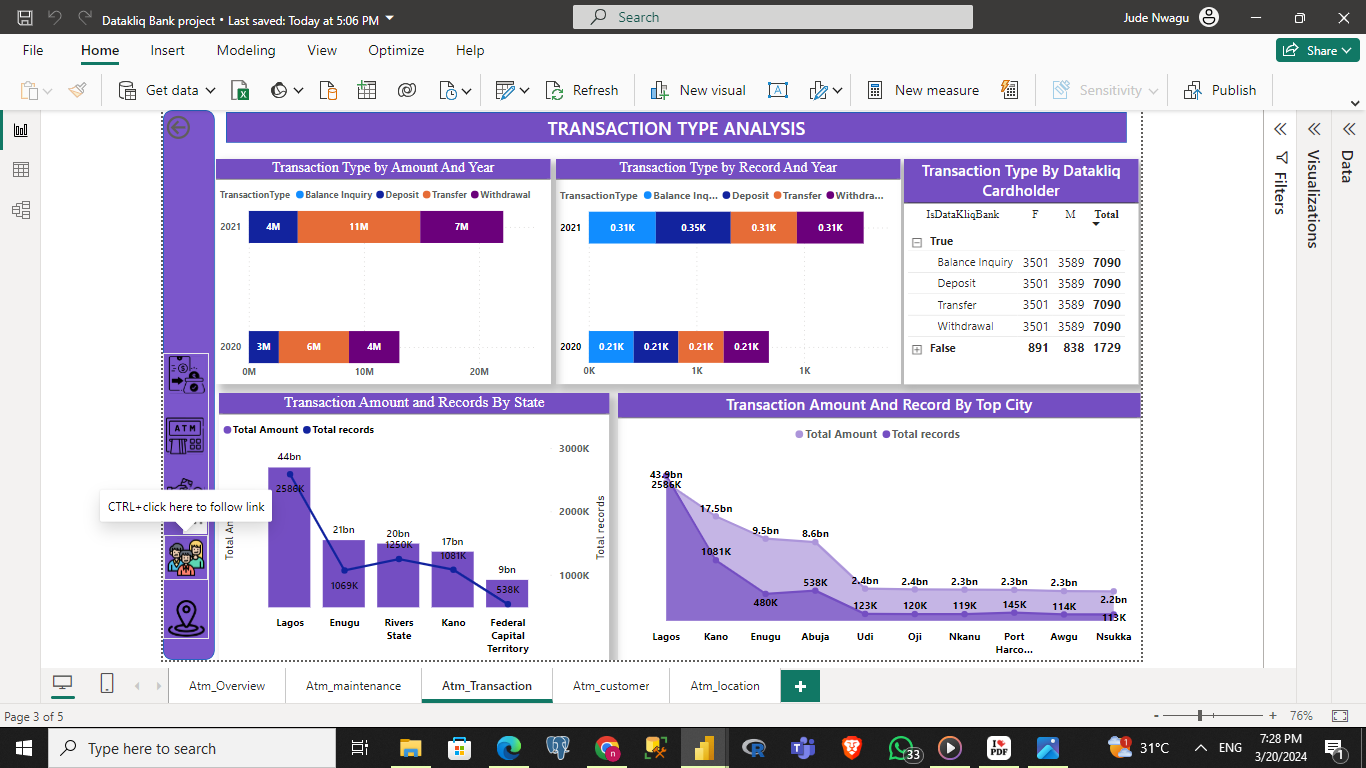 Datakliq Bank project • Last saved: Today at 5:06 PM
Search
Jude Nwagu
File Home Insert Modeling View Optimize Help
Share
Get data
Refresh
New visual
New measure
Sensitivity
Publish
TRANSACTION TYPE ANALYSIS
Transaction Type by Amount And Year
TransactionType Balance Inquiry Deposit Transfer Withdrawal
2021 4M 11M 7M
2020 3M 6M 4M
0M 10M 20M
Transaction Type by Record And Year
TransactionType Balance Inq... Deposit Transfer Withdra...
2021 0.31K 0.35K 0.31K 0.31K
2020 0.21K 0.21K 0.21K 0.21K
0K 1K 1K
Transaction Type By Datakliq
Cardholder
IsDataKliqBank F M Total
True
Balance Inquiry 3501 3589 7090
Deposit 3501 3589 7090
Transfer 3501 3589 7090
Withdrawal 3501 3589 7090
False 891 838 1729
ATM
CTRL+click here to follow link
Transaction Amount and Records By State
Total Amount Total records
3000K
2000K
1000K
Total records
44bn
2586K
21bn
1069K
20bn
1250K
17bn
1081K
9bn
538K
Lagos Enugu Rivers State Kano Federal Capital Territory
Transaction Amount And Record By Top City
Total Amount Total records
43.9bn
2586K
17.5bn
1081K
9.5bn
480K
8.6bn
538K
2.4bn
123K
2.4bn
120K
2.3bn
119K
2.3bn
145K
2.3bn
114K
2.2bn
113K
Lagos Kano Enugu Abuja Udi Oji Nkanu Port Harco... Awgu Nsukka
Filters
Visualizations
Data
Atm_Overview Atm_maintenance Atm_Transaction Atm_customer Atm_location
Page 3 of 5
76%
Type here to search
33
I
PDF
1
31°C
ENG
7:28 PM
3/20/2024
1